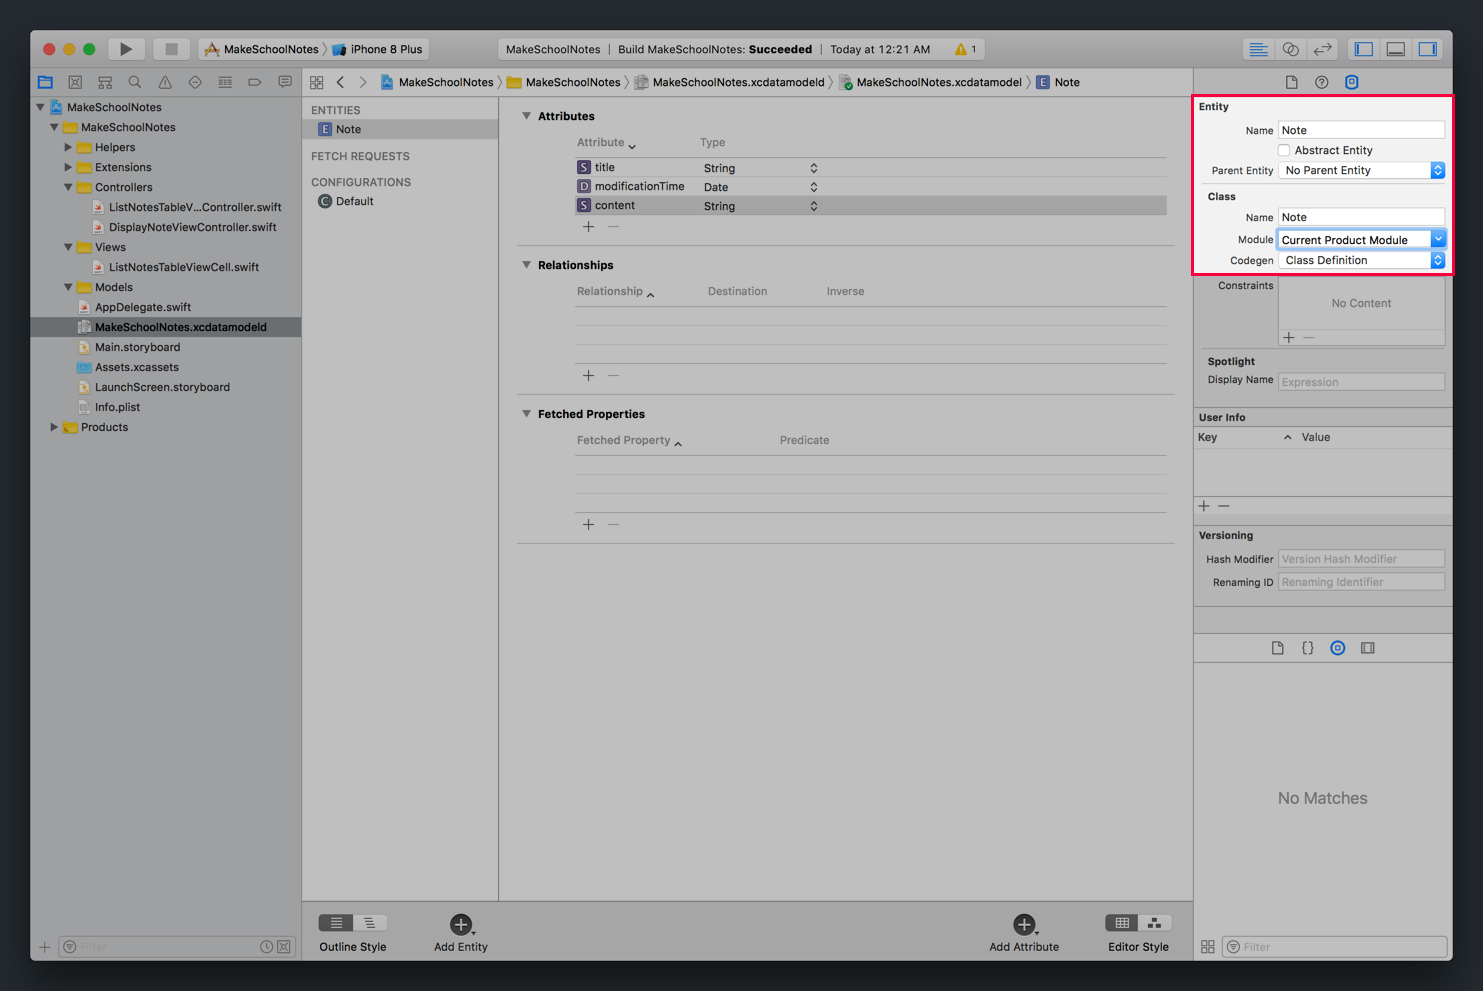 MakeSchoolNotes 〉 iPhone 8 Plus
MakeSchoolNotes | Build MakeSchoolNotes: Succeeded | Today at 12:21 AM 1
MakeSchoolNotes 〉 MakeSchoolNotes 〉 MakeSchoolNotes.xcdatamodeld 〉 MakeSchoolNotes.xcdatamodel 〉 E Note
MakeSchoolNotes
MakeSchoolNotes
Helpers
Extensions
Controllers
ListNotesTableV...Controller.swift
DisplayNoteViewController.swift
Views
ListNotesTableViewCell.swift
Models
AppDelegate.swift
MakeSchoolNotes.xcdatamodeld
Main.storyboard
Assets.xcassets
LaunchScreen.storyboard
Info.plist
Products
Filter
ENTITIES
E Note
FETCH REQUESTS
CONFIGURATIONS
C Default
Attributes
Attribute Type
S title String
D modificationTime Date
S content String
Relationships
Relationship Destination Inverse
Fetched Properties
Fetched Property Predicate
Outline Style Add Entity Add Attribute Editor Style
Entity
Name Note
Abstract Entity
Parent Entity No Parent Entity
Class
Name Note
Module Current Product Module
Codegen Class Definition
Constraints
No Content
Spotlight
Display Name Expression
User Info
Key Value
Versioning
Hash Modifier Version Hash Modifier
Renaming ID Renaming Identifier
{}
No Matches
Filter